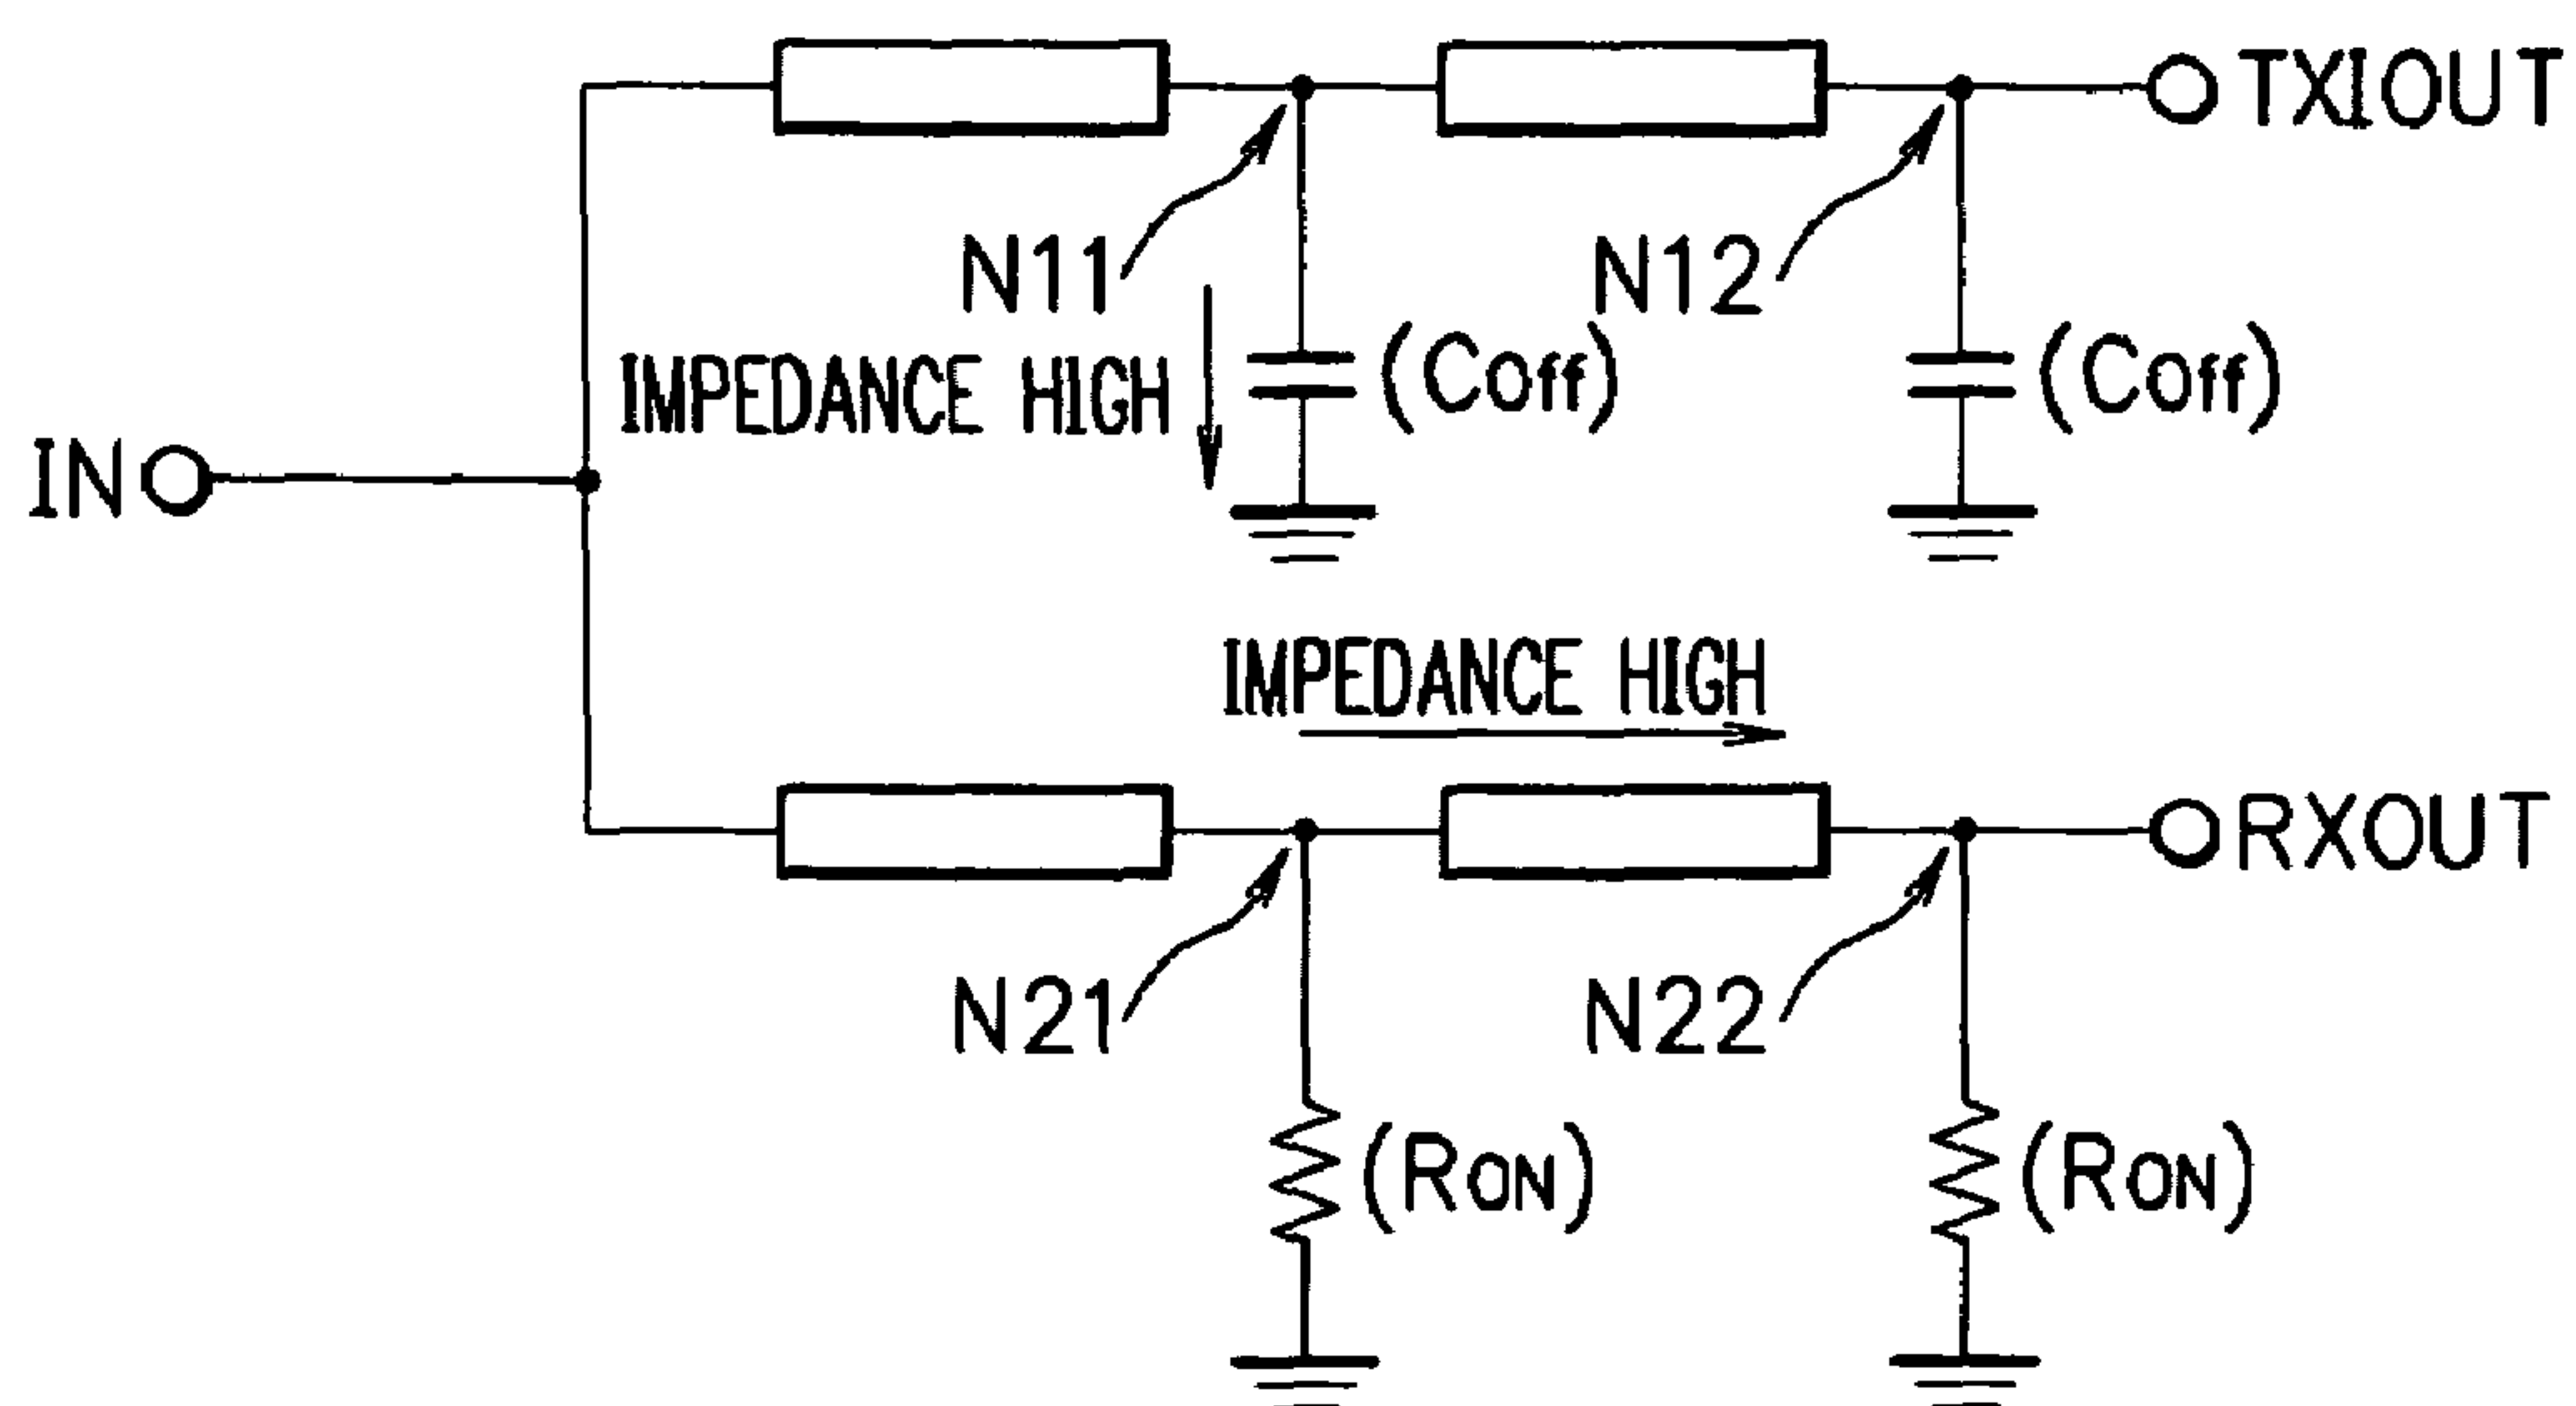 TXIOUT
N11
N12
IMPEDANCE HIGH
(Coff)
(Coff)
IN
IMPEDANCE HIGH
RXOUT
N21
N22
(RON)
(RON)